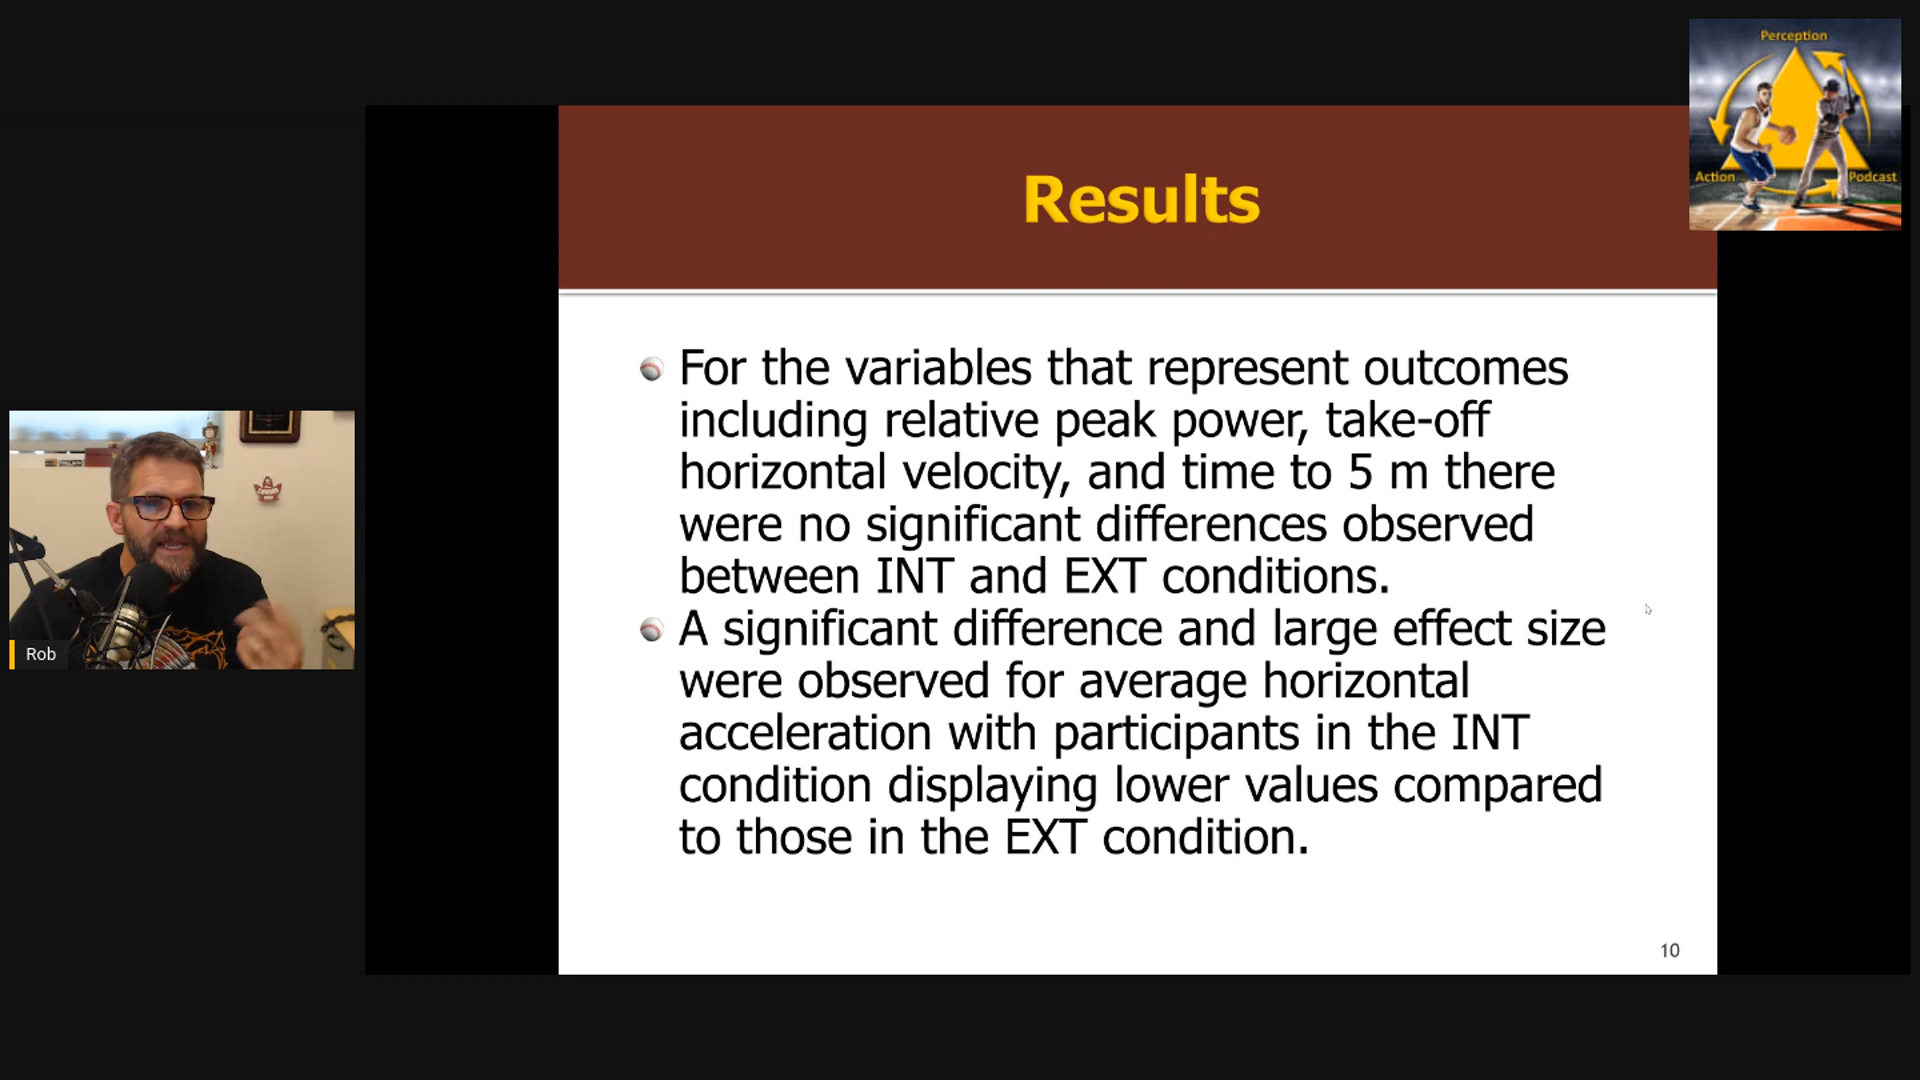 Perception
Action
Podcast
Results
For the variables that represent outcomes
including relative peak power, take-off
horizontal velocity, and time to 5 m there
were no significant differences observed
between INT and EXT conditions.
A significant difference and large effect size
were observed for average horizontal
acceleration with participants in the INT
condition displaying lower values compared
to those in the EXT condition.
10
Rob